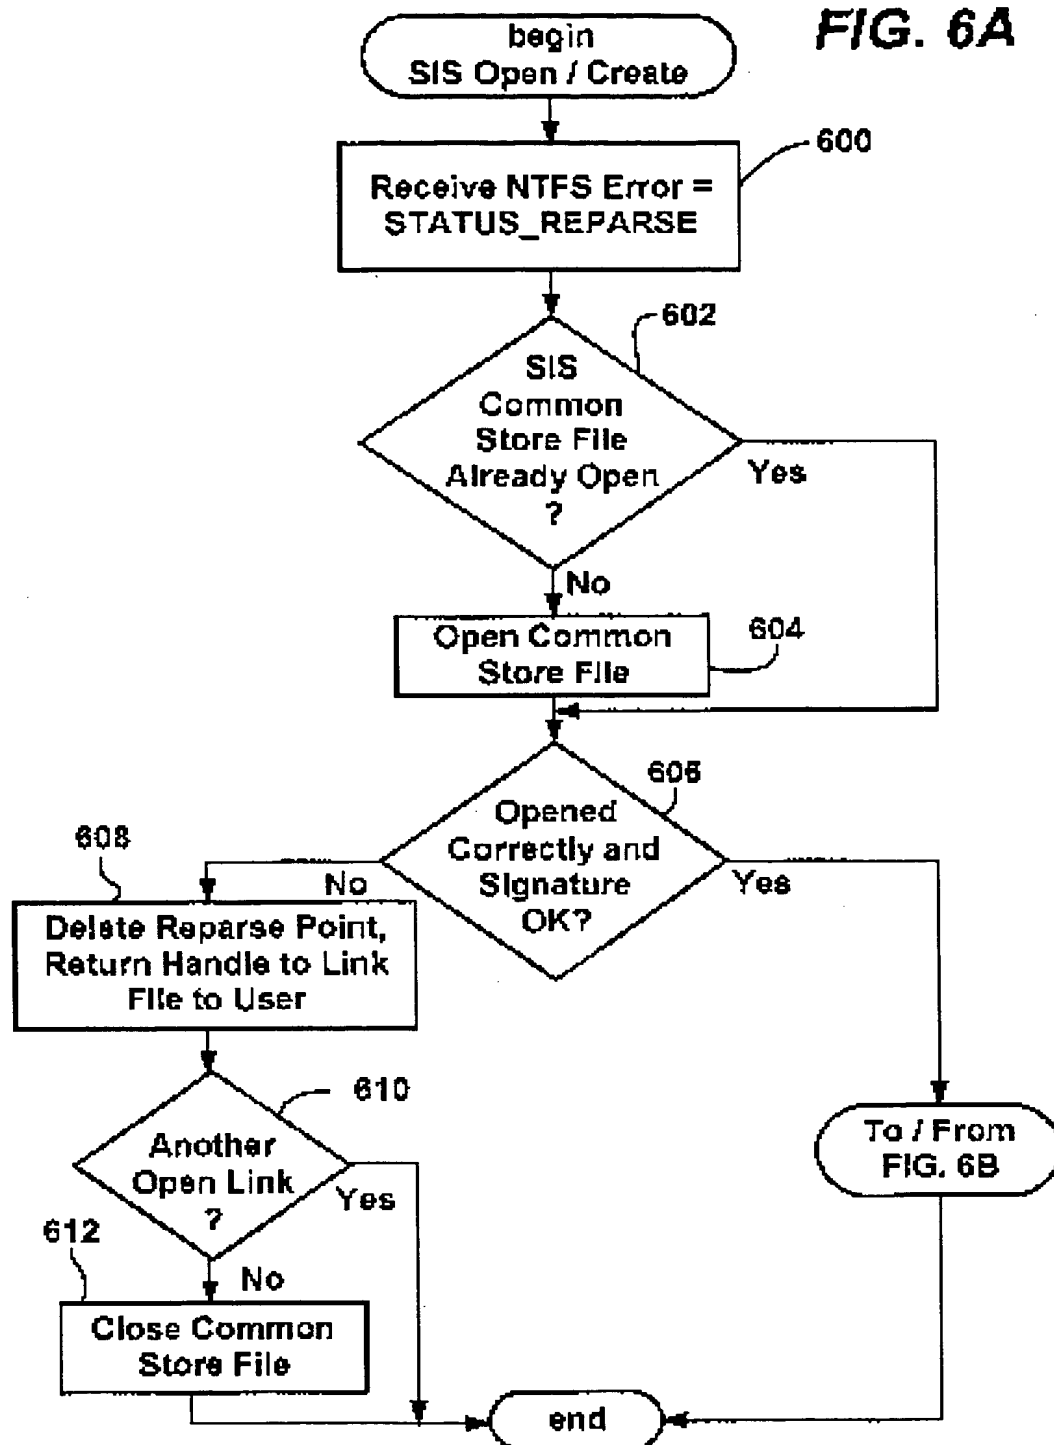 FIG. 6A
begin
SIS Open / Create
600
Receive NTFS Error =
STATUS_REPARSE
602
SIS
Common
Store File
Already Open
?
Yes
No
604
Open Common
Store File
606
Opened
Correctly and
Signature
OK?
No
Yes
608
Delete Reparse Point,
Return Handle to Link
File to User
610
Another
Open Link
?
Yes
To / From
FIG. 6B
612
No
Close Common
Store File
end